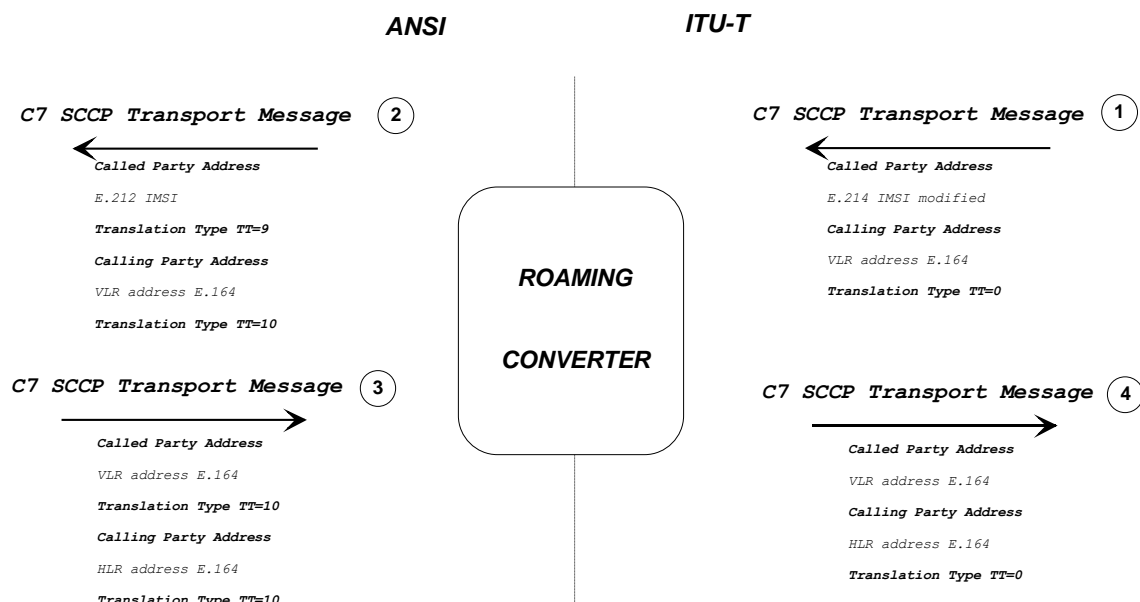 ANSI
ITU-T
C7 SCCP Transport Message 2
Called Party Address
E.212 IMSI
Translation Type TT=9
Calling Party Address
VLR address E.164
Translation Type TT=10
C7 SCCP Transport Message 1
Called Party Address
E.214 IMSI modified
Calling Party Address
VLR address E.164
Translation Type TT=0
ROAMING
CONVERTER
C7 SCCP Transport Message 3
Called Party Address
VLR address E.164
Translation Type TT=10
Calling Party Address
HLR address E.164
Translation Type TT=10
C7 SCCP Transport Message 4
Called Party Address
VLR address E.164
Calling Party Address
HLR address E.164
Translation Type TT=0